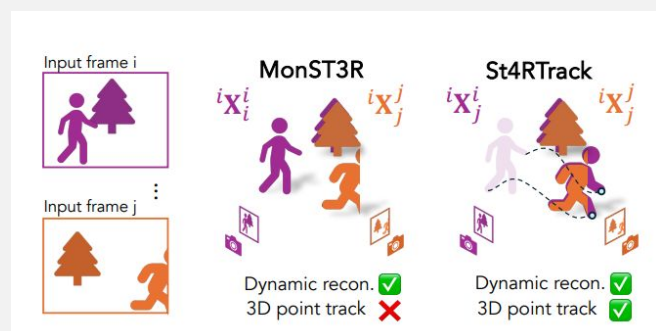 Input frame i
⋮
Input frame j
MonST3R
ⁱXᵢⁱ
ⁱXⱼʲ
Dynamic recon. ✅
3D point track ❌
St4RTrack
ⁱXⱼⁱ
ⁱXⱼʲ
Dynamic recon. ✅
3D point track ✅